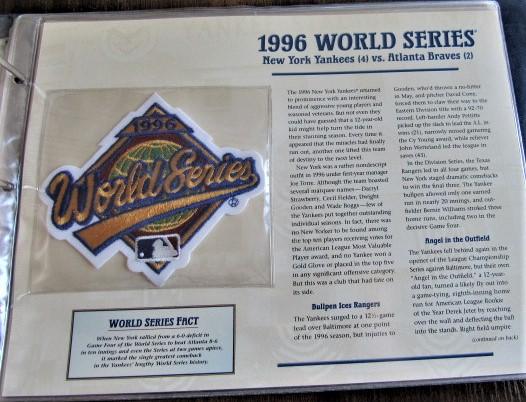 1996 WORLD SERIES
New York Yankees (4) vs. Atlanta Braves (2)
1996
World Series
WORLD SERIES FACT
When New York rallied from a 6-0 deficit in
Game Four of the World Series to beat Atlanta 8-6
in ten innings and even the Series at two games apiece,
it marked the single greatest comeback
in the Yankees' lengthy World Series history.
The 1996 New York Yankees® returned
to prominence with an interesting
blend of aggressive young players and
seasoned veterans. But not even they
could have guessed that a 12-year-old
kid might help turn the tide in
their stunning season. Every time it
appeared that the miracles had finally
run out, another one lifted this team
of destiny to the next level.
New York was a rather nondescript
outfit in 1996 under first-year manager
Joe Torre. Although the team boasted
several marquee names—Darryl
Strawberry, Cecil Fielder, Dwight
Gooden and Wade Boggs—few of
the Yankees put together outstanding
individual seasons. In fact, there was
no New Yorker to be found among
the top ten players receiving votes for
the American League Most Valuable
Player award, and no Yankee won a
Gold Glove or placed in the top five
in any significant offensive category.
But this was a club that had fate on
its side.
Bullpen Ices Rangers
The Yankees surged to a 12½-game
lead over Baltimore at one point
of the 1996 season, but injuries to
Gooden, who'd thrown a no-hitter
in May, and pitcher David Cone,
forced them to claw their way to the
Eastern Division title with a 92-70
record. Left-hander Andy Pettitte
picked up the slack to lead the A.L. in
wins (21), narrowly missed garnering
the Cy Young award, while reliever
John Wetteland led the league in
saves (43).
In the Division Series, the Texas
Rangers led in all four games, but
New York staged dramatic comebacks
to win the final three. The Yankee
bullpen allowed only one earned
run in nearly 20 innings, and out-
fielder Bernie Williams stroked three
home runs, including two in the
decisive Game Four.
Angel in the Outfield
The Yankees fell behind again in the
opener of the League Championship
Series against Baltimore, but their own
"Angel in the Outfield," a 12-year-
old fan, turned a likely fly out into
a game-tying, eighth-inning home
run for American League Rookie
of the Year Derek Jeter by reaching
over the wall and deflecting the ball
into the stands. Right field umpire
(continued on back)